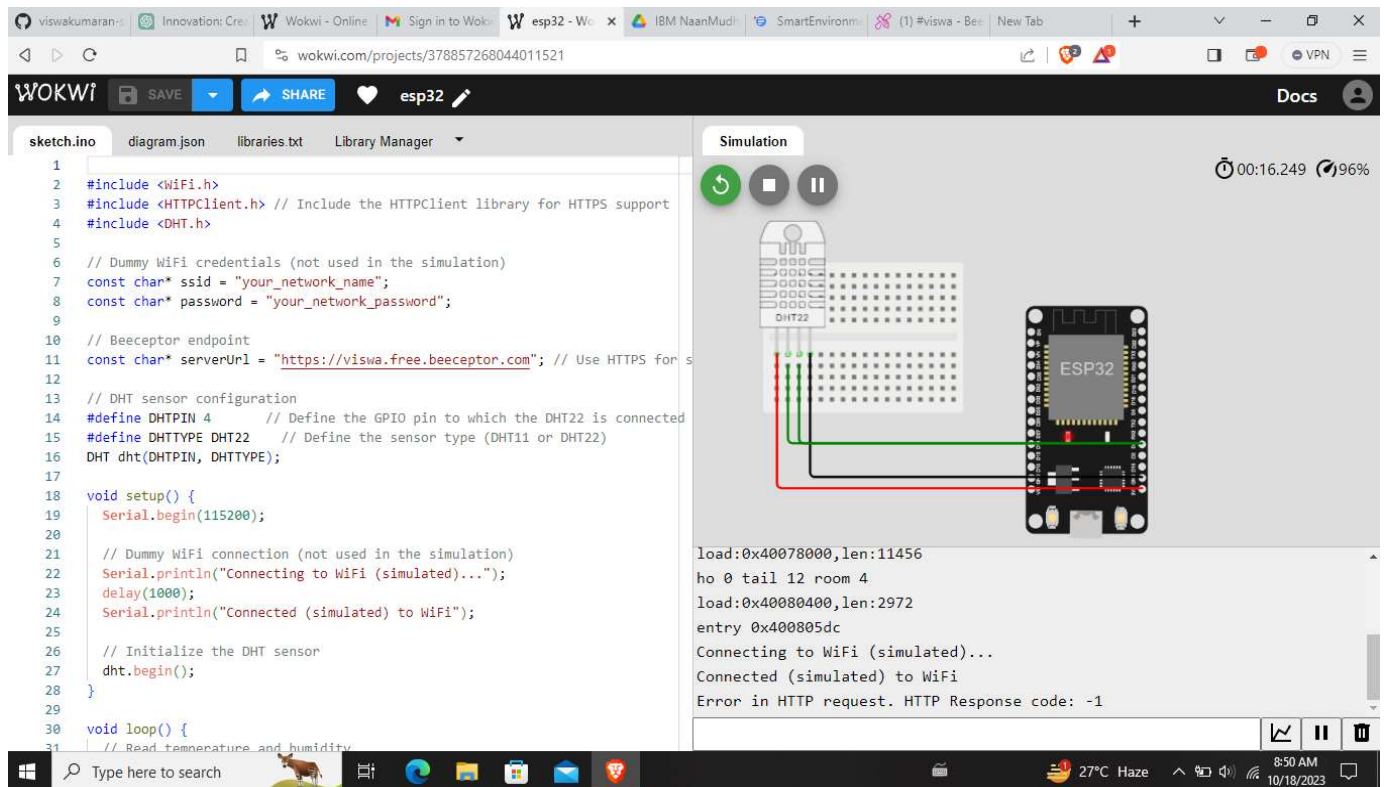 viswakumaran-s
Innovation: Cre
Wokwi - Online
Sign in to Wok
esp32 - Wo
IBM NaanMudh
SmartEnvironme
(1) #viswa - Bee
New Tab
wokwi.com/projects/378857268044011521
VPN
WOKWI
SAVE
SHARE
esp32
Docs
sketch.ino
diagram.json
libraries.txt
Library Manager
1
2 #include <WiFi.h>
3 #include <HTTPClient.h> // Include the HTTPClient library for HTTPS support
4 #include <DHT.h>
5
6 // Dummy WiFi credentials (not used in the simulation)
7 const char* ssid = "your_network_name";
8 const char* password = "your_network_password";
9
10 // Beeceptor endpoint
11 const char* serverUrl = "https://viswa.free.beeceptor.com"; // Use HTTPS for s
12
13 // DHT sensor configuration
14 #define DHTPIN 4 // Define the GPIO pin to which the DHT22 is connected
15 #define DHTTYPE DHT22 // Define the sensor type (DHT11 or DHT22)
16 DHT dht(DHTPIN, DHTTYPE);
17
18 void setup() {
19 Serial.begin(115200);
20
21 // Dummy WiFi connection (not used in the simulation)
22 Serial.println("Connecting to WiFi (simulated)...");
23 delay(1000);
24 Serial.println("Connected (simulated) to WiFi");
25
26 // Initialize the DHT sensor
27 dht.begin();
28 }
29
30 void loop() {
31 // Read temperature and humidity
Simulation
00:16.249 96%
DHT22
ESP32
load:0x40078000,len:11456
ho 0 tail 12 room 4
load:0x40080400,len:2972
entry 0x400805dc
Connecting to WiFi (simulated)...
Connected (simulated) to WiFi
Error in HTTP request. HTTP Response code: -1
Type here to search
27°C Haze
8:50 AM
10/18/2023